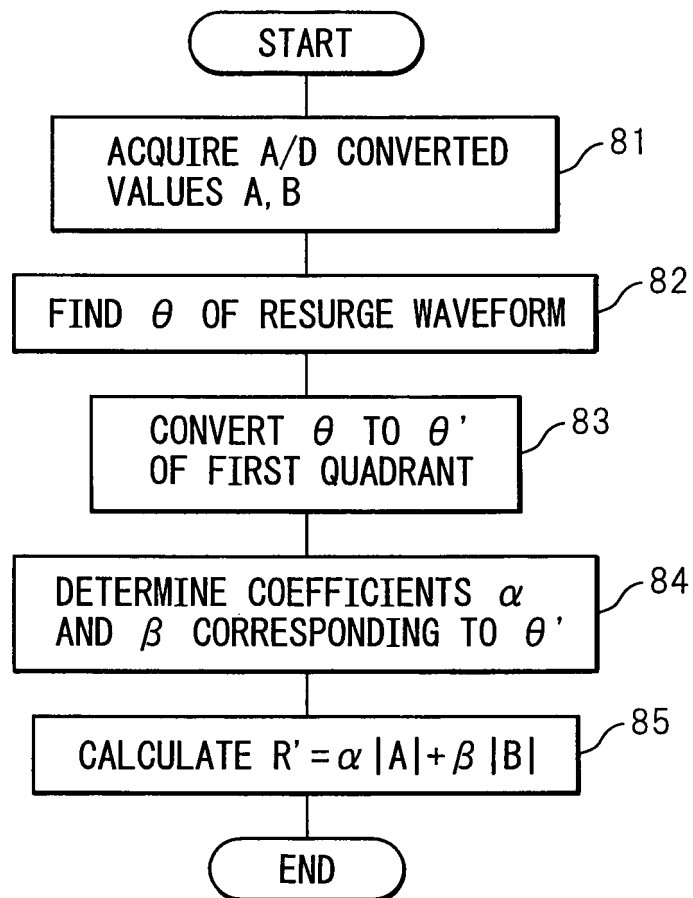 START
ACQUIRE A/D CONVERTED
VALUES A, B
81
FIND θ OF RESURGE WAVEFORM
82
CONVERT θ TO θ'
OF FIRST QUADRANT
83
DETERMINE COEFFICIENTS α
AND β CORRESPONDING TO θ'
84
CALCULATE R'=α|A|+β|B|
85
END